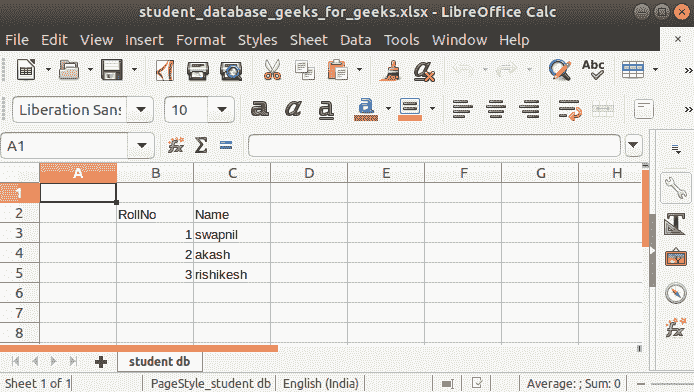 student_database_geeks_for_geeks.xlsx - LibreOffice Calc
File Edit View Insert Format Styles Sheet Data Tools Window Help ×
Abc
Liberation Sans 10 a a a a
A1 fx Σ =
A B C D E F G H
1
2 RollNo Name
3 1 swapnil
4 2 akash
5 3 rishikesh
6
7
8
student db
Sheet 1 of 1 PageStyle_student db English (India) Average: ; Sum: 0